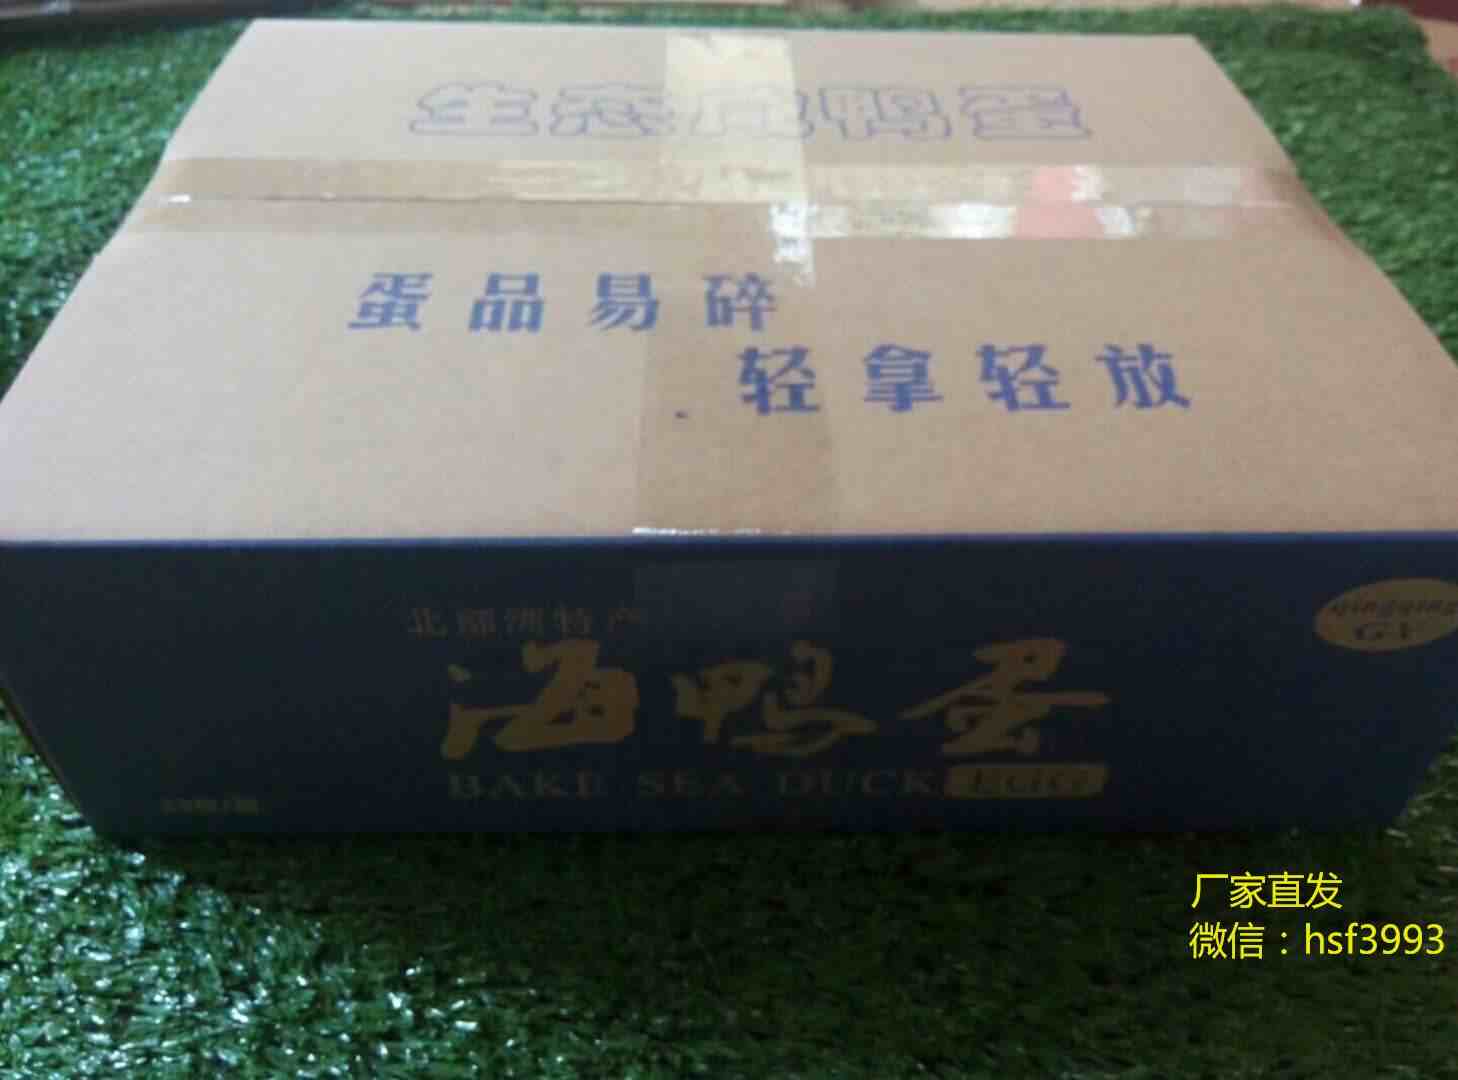 生态海鸭蛋
蛋品易碎
轻拿轻放
北部湾特产
海鸭蛋
BAKE SEA DUCK EGG
qingqing
厂家直发
微信：hsf3993